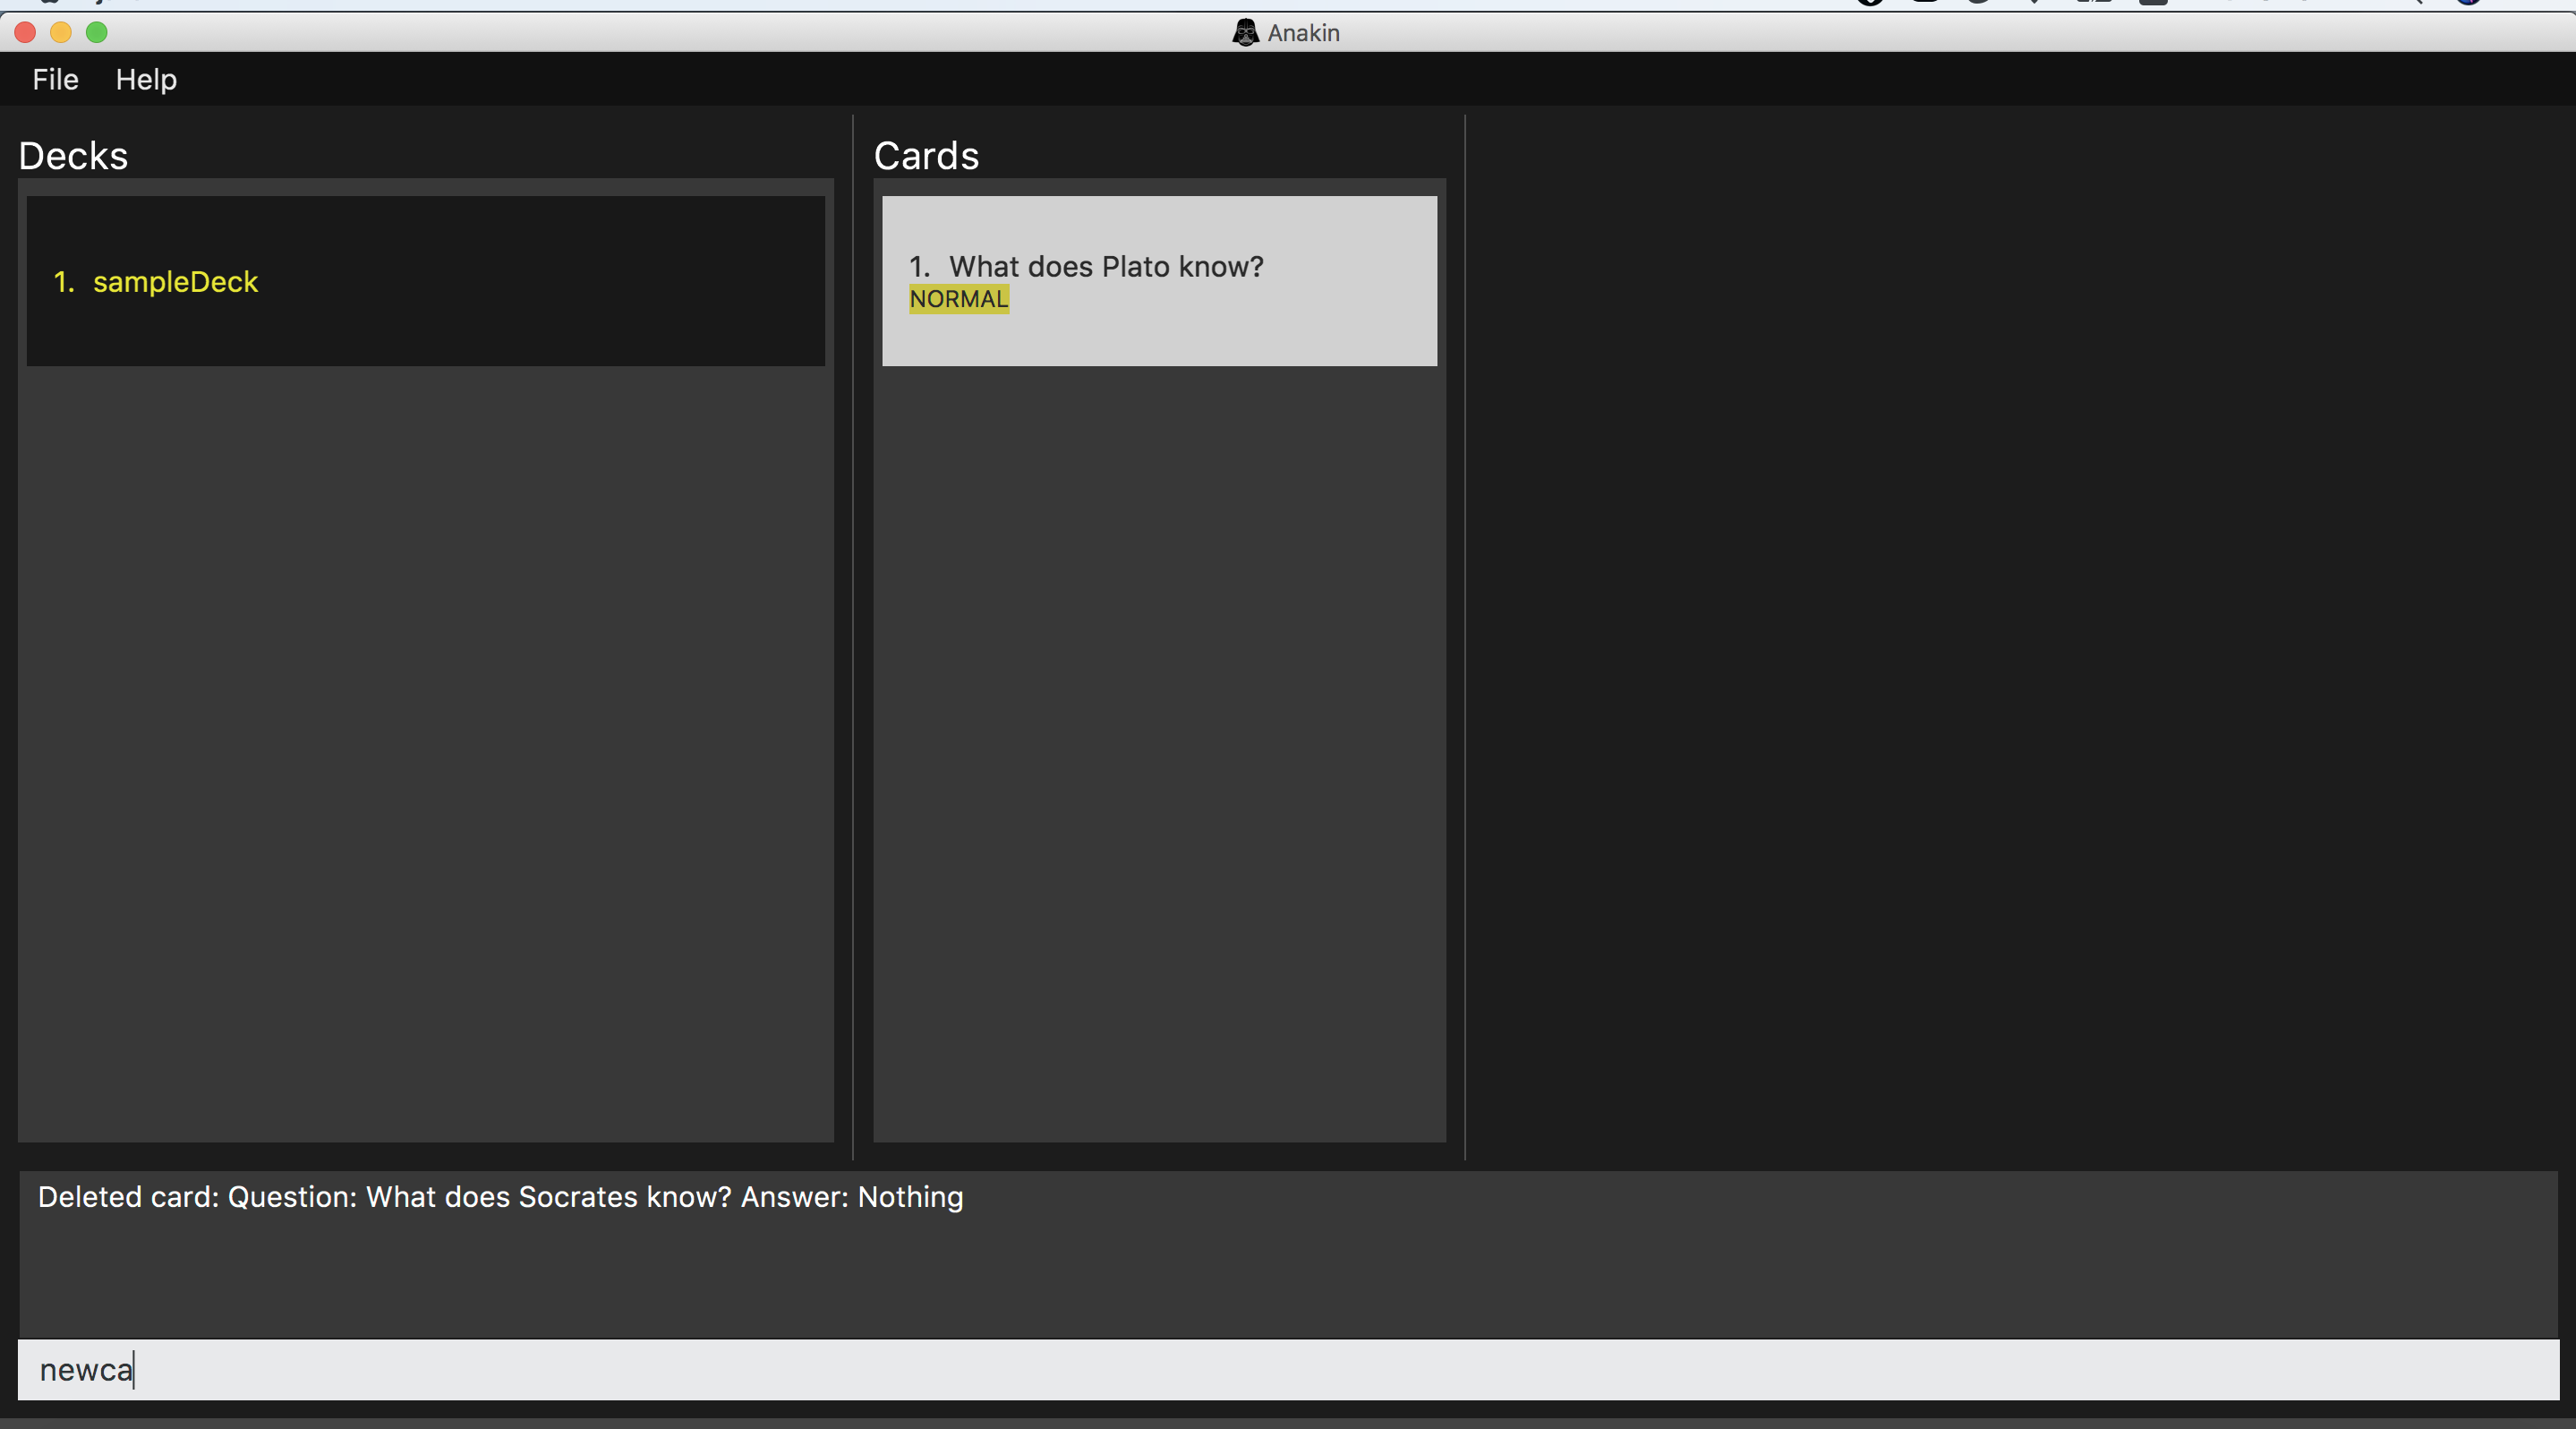 Anakin
File Help
Decks
Cards
1. sampleDeck
1. What does Plato know?
NORMAL
Deleted card: Question: What does Socrates know? Answer: Nothing
newca